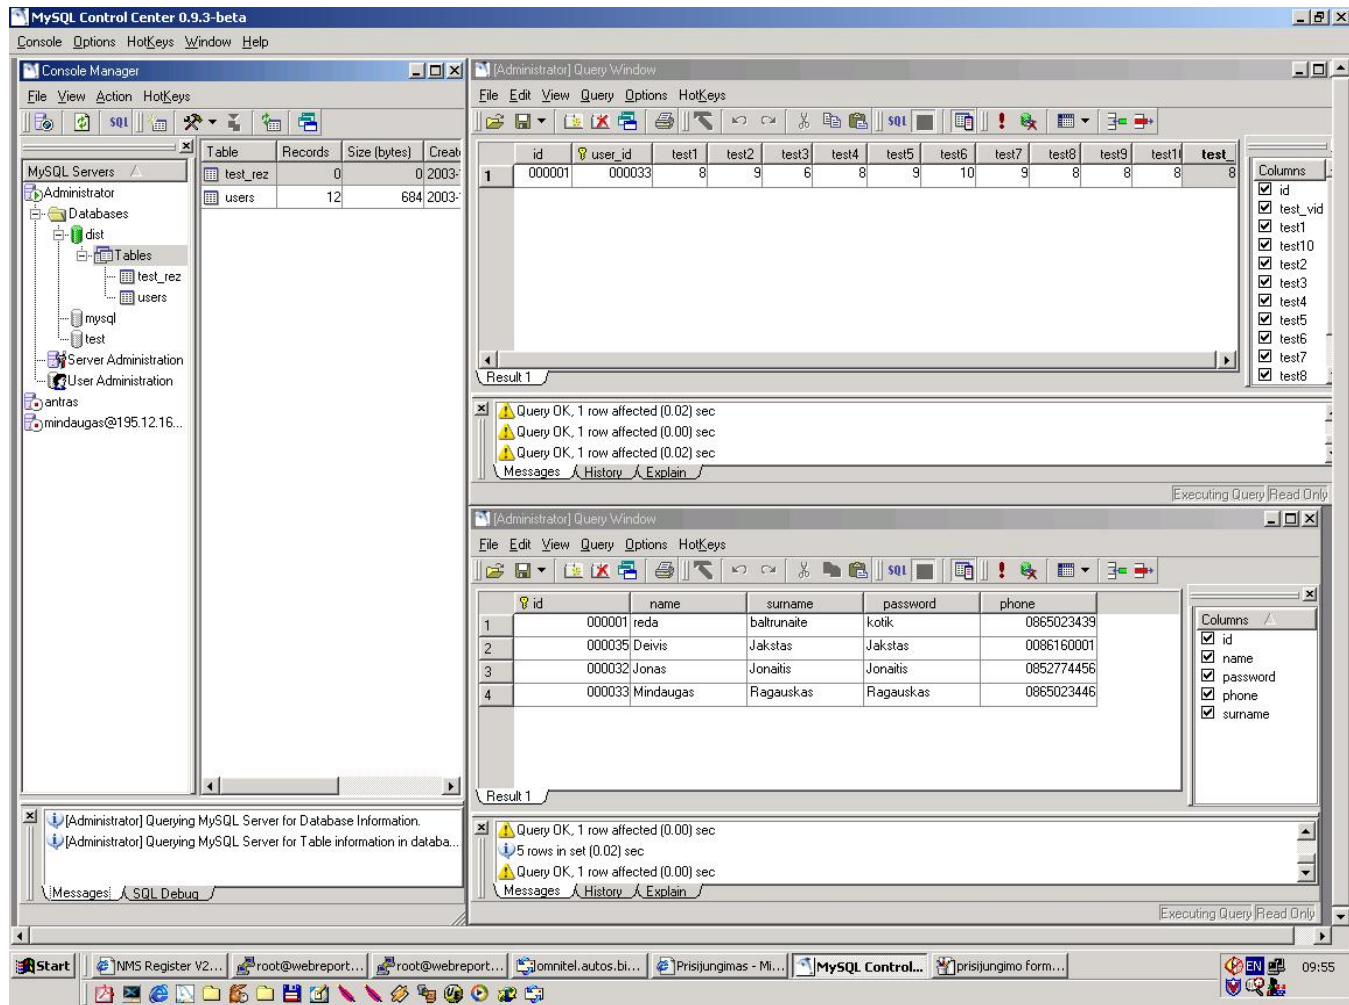 MySQL Control Center 0.9.3-beta
Console Options HotKeys Window Help
Console Manager
File View Action HotKeys
SQL
MySQL Servers
Administrator
Databases
dist
Tables
test_rez
users
mysql
test
Server Administration
User Administration
antras
mindaugas@195.12.16...
Table Records Size (bytes) Creat
test_rez 0 0 2003-
users 12 684 2003-
[Administrator] Querying MySQL Server for Database Information.
[Administrator] Querying MySQL Server for Table information in databa...
Messages SQL Debug
[Administrator] Query Window
File Edit View Query Options HotKeys
SQL
id user_id test1 test2 test3 test4 test5 test6 test7 test8 test9 test1 test_
1 000001 000033 8 9 6 8 9 10 9 8 8 8 8
Result 1
Columns
id
test_vid
test1
test10
test2
test3
test4
test5
test6
test7
test8
Query OK, 1 row affected (0.02) sec
Query OK, 1 row affected (0.00) sec
Query OK, 1 row affected (0.02) sec
Messages History Explain
Executing Query Read Only
[Administrator] Query Window
File Edit View Query Options HotKeys
SQL
id name surname password phone
1 000001 reda baltrunaite kotik 0865023439
2 000035 Deivis Jakstas Jakstas 0086160001
3 000032 Jonas Jonaitis Jonaitis 0852774456
4 000033 Mindaugas Ragauskas Ragauskas 0865023446
Result 1
Columns
id
name
password
phone
surname
Query OK, 1 row affected (0.00) sec
5 rows in set (0.02) sec
Query OK, 1 row affected (0.00) sec
Messages History Explain
Executing Query Read Only
Start NMS Register V2... root@webreport... root@webreport... omnitel.autos.bi... Prisijungimas - Mi... MySQL Control... prisijungimo form... EN 09:55